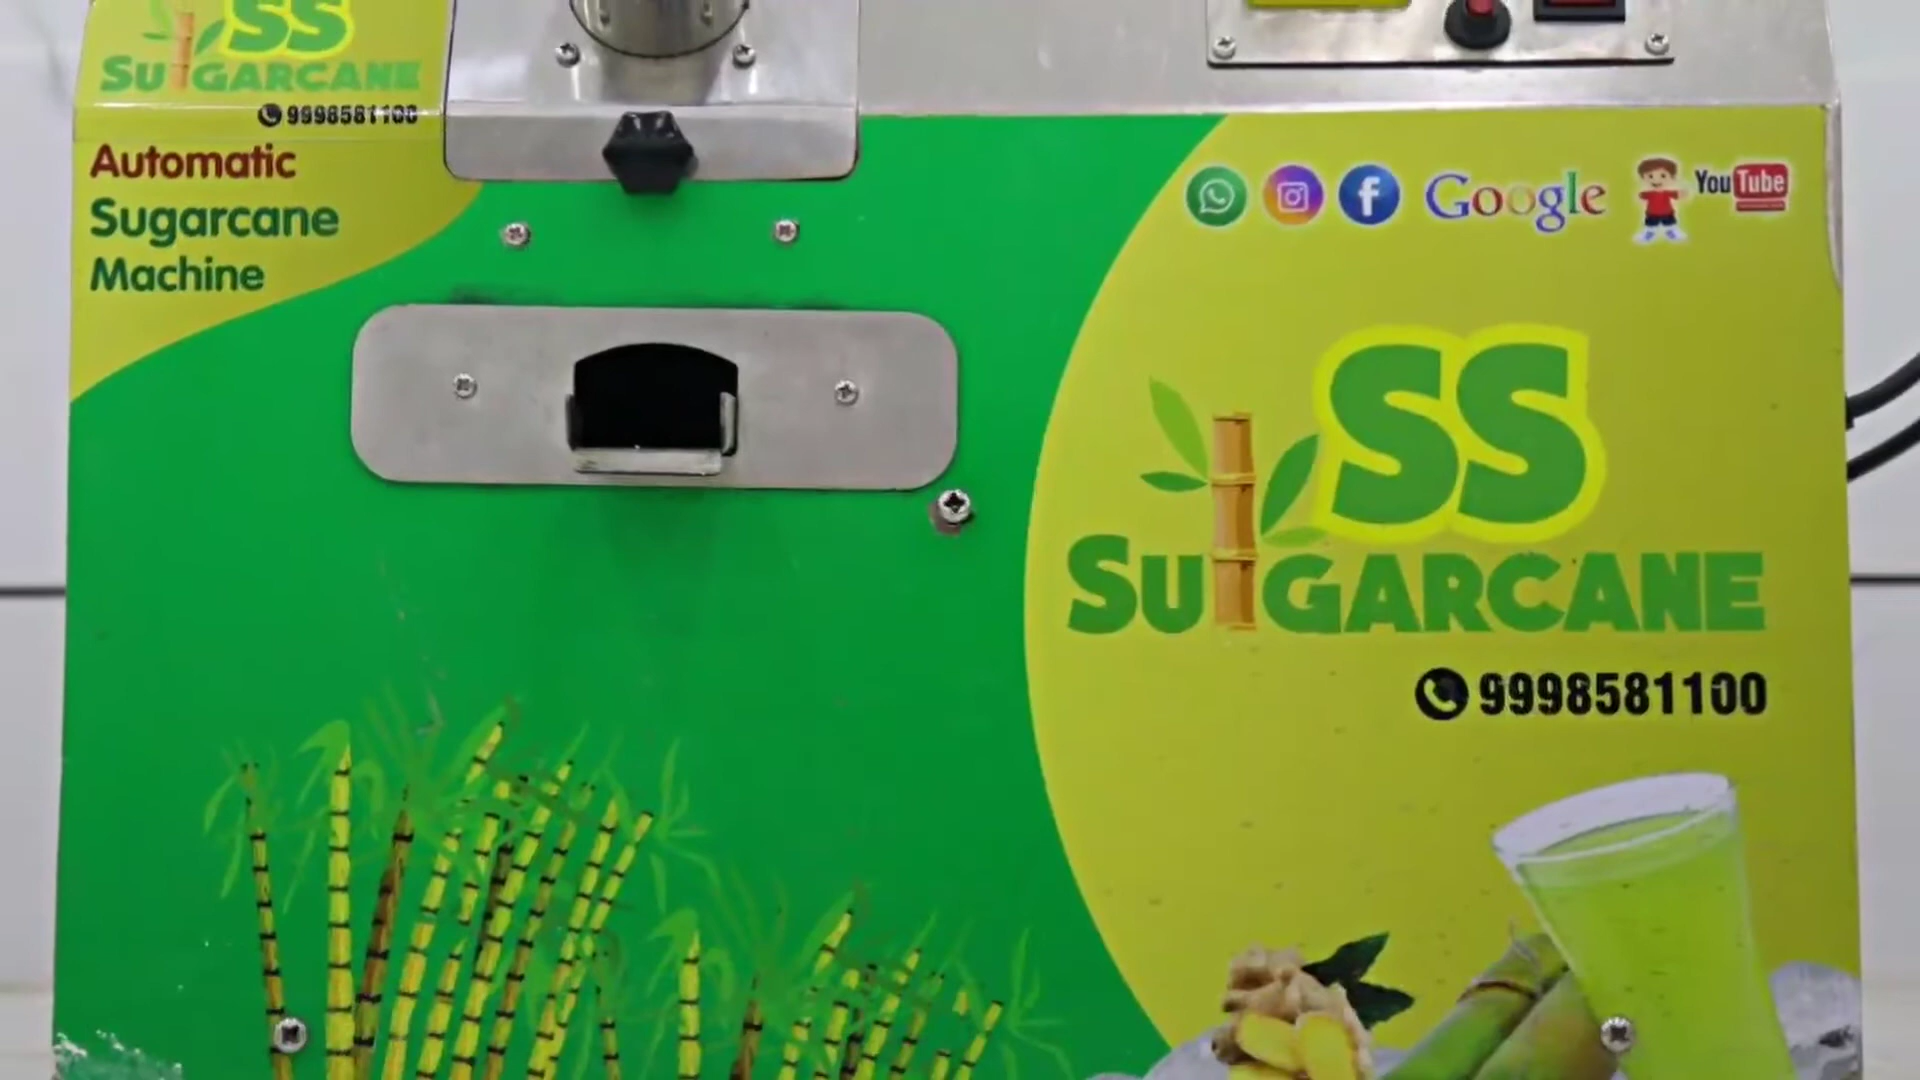 SS
SUGARCANE
9998581100
Automatic
Sugarcane
Machine
Google
YouTube
SS
SUGARCANE
9998581100